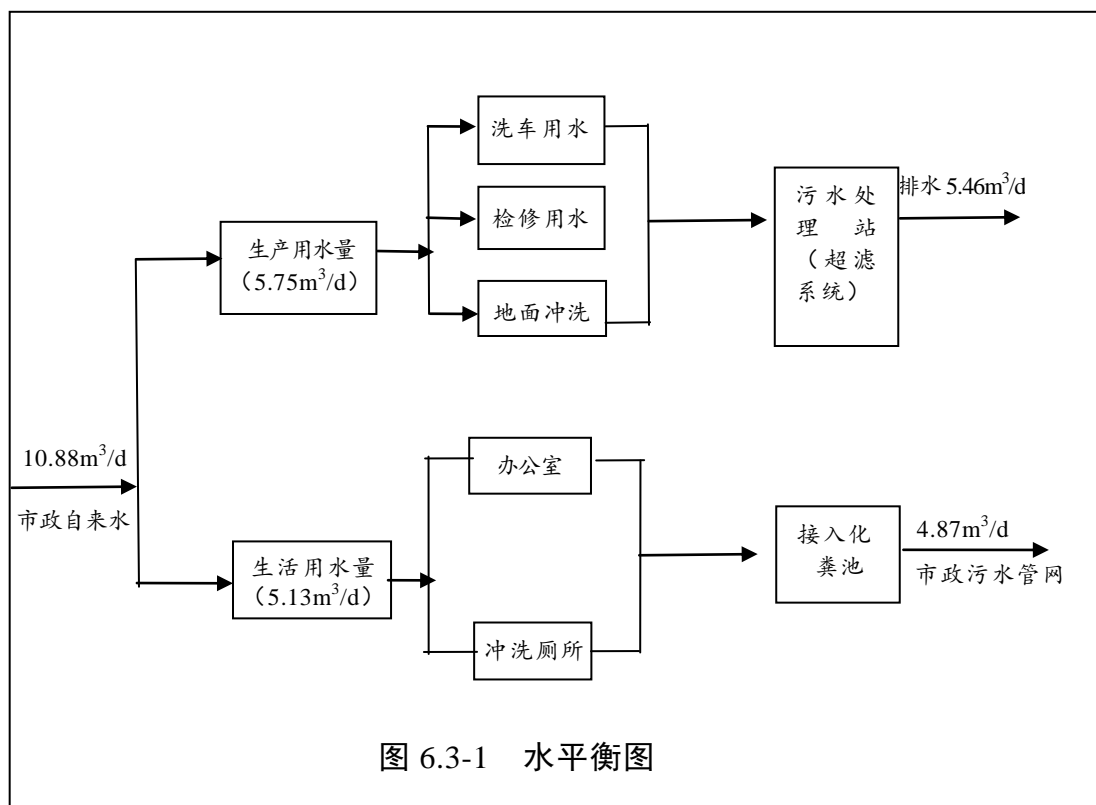 洗车用水
检修用水
地面冲洗
生产用水量
（5.75m³/d）
污水处
理站
（超滤
系统）
排水 5.46m³/d
10.88m³/d
市政自来水
生活用水量
（5.13m³/d）
办公室
冲洗厕所
接入化
粪池
4.87m³/d
市政污水管网
图 6.3-1 水平衡图